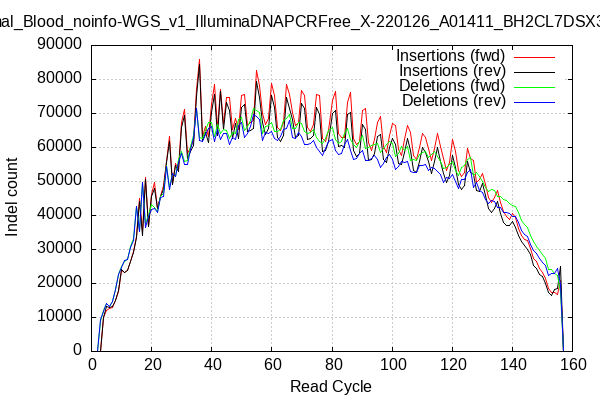 nal_Blood_noinfo-WGS_v1_IlluminaDNAPCRFree_X-220126_A01411_BH2CL7DSX3
Insertions (fwd)
Insertions (rev)
Deletions (fwd)
Deletions (rev)
90000
80000
70000
60000
50000
40000
30000
20000
10000
0
Indel count
0 20 40 60 80 100 120 140 160
Read Cycle